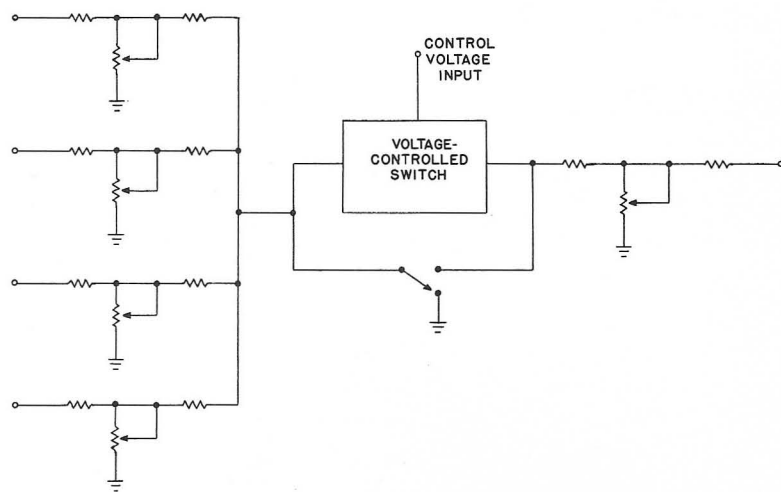 CONTROL
VOLTAGE
INPUT
VOLTAGE-
CONTROLLED
SWITCH